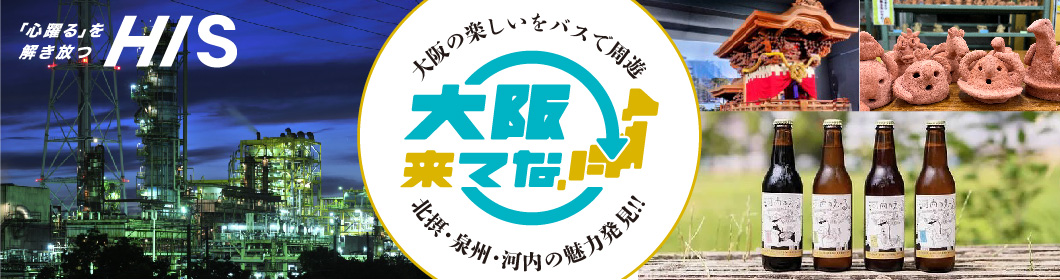 「心躍る」を
解き放つ
HIS
大阪の楽しいをバスで周遊
大阪
来てな!
北摂・泉州・河内の魅力発見!!